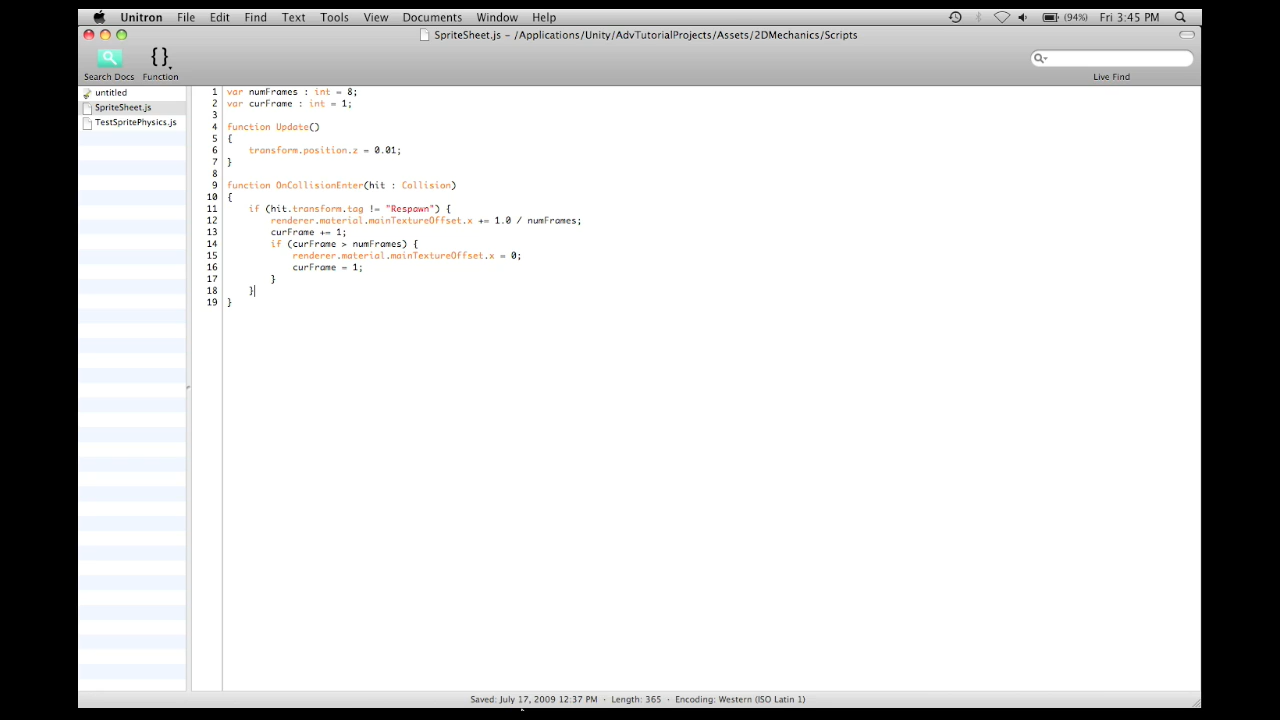 Unitron File Edit Find Text Tools View Documents Window Help (94%) Fri 3:45 PM
SpriteSheet.js – /Applications/Unity/AdvTutorialProjects/Assets/2DMechanics/Scripts
{ }
Search Docs Function Live Find
untitled
SpriteSheet.js
TestSpritePhysics.js
1 var numFrames : int = 8;
2 var curFrame : int = 1;
3
4 function Update()
5 {
6 transform.position.z = 0.01;
7 }
8
9 function OnCollisionEnter(hit : Collision)
10 {
11 if (hit.transform.tag != "Respawn") {
12 renderer.material.mainTextureOffset.x += 1.0 / numFrames;
13 curFrame += 1;
14 if (curFrame > numFrames) {
15 renderer.material.mainTextureOffset.x = 0;
16 curFrame = 1;
17 }
18 }
19 }
Saved: July 17, 2009 12:37 PM · Length: 365 · Encoding: Western (ISO Latin 1)